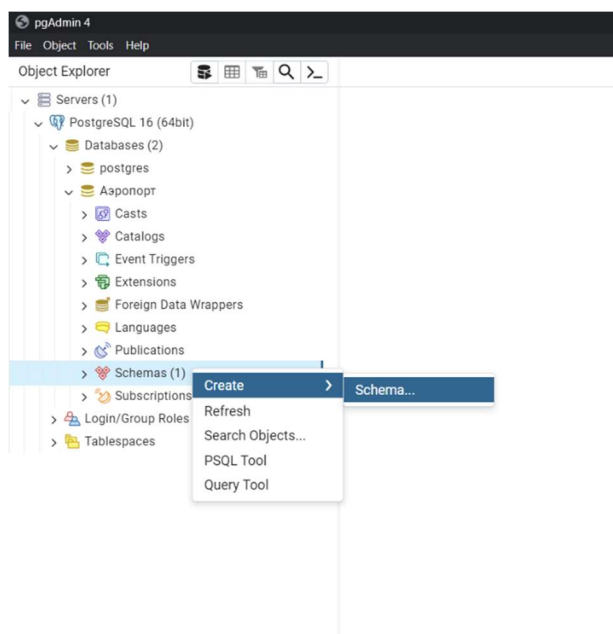 pgAdmin 4
File Object Tools Help
Object Explorer
Servers (1)
PostgreSQL 16 (64bit)
Databases (2)
postgres
Аэропорт
Casts
Catalogs
Event Triggers
Extensions
Foreign Data Wrappers
Languages
Publications
Schemas (1)
Subscriptions
Login/Group Roles
Tablespaces
Create
Refresh
Search Objects...
PSQL Tool
Query Tool
Schema...